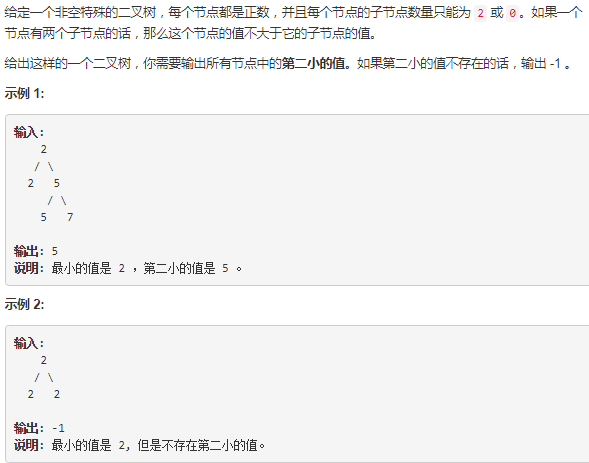 给定一个非空特殊的二叉树，每个节点都是正数，并且每个节点的子节点数量只能为 2 或 0。如果一个
节点有两个子节点的话，那么这个节点的值不大于它的子节点的值。
给出这样的一个二叉树，你需要输出所有节点中的第二小的值。如果第二小的值不存在的话，输出 -1 。
示例 1:
输入:
    2
   / \
  2   5
     / \
    5   7
输出: 5
说明: 最小的值是 2 ，第二小的值是 5 。
示例 2:
输入:
    2
   / \
  2   2
输出: -1
说明: 最小的值是 2, 但是不存在第二小的值。